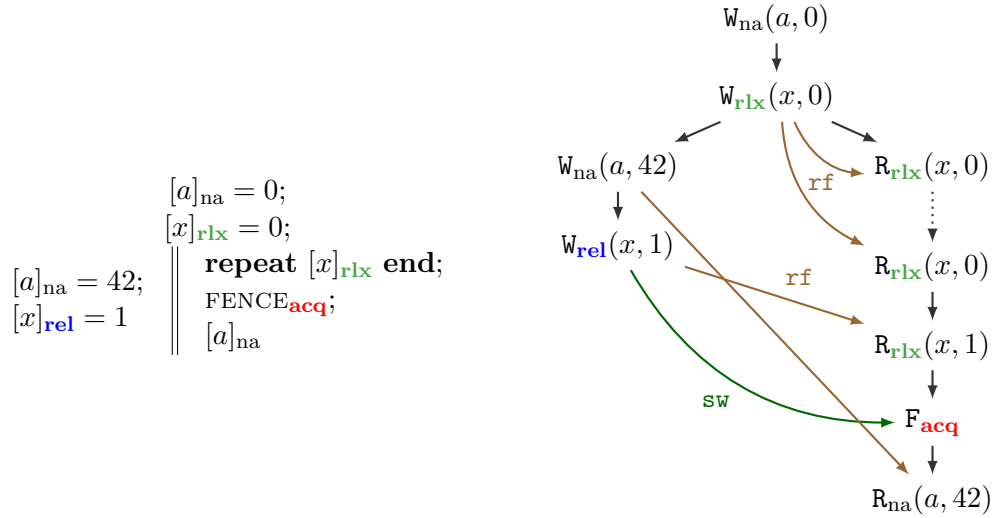 [a]na = 0;
[x]rlx = 0;
[a]na = 42;
[x]rel = 1
repeat [x]rlx end;
FENCEacq;
[a]na
Wna(a, 0)
Wrlx(x, 0)
Wna(a, 42)
Rrlx(x, 0)
rf
Wrel(x, 1)
Rrlx(x, 0)
rf
Rrlx(x, 1)
sw
Facq
Rna(a, 42)